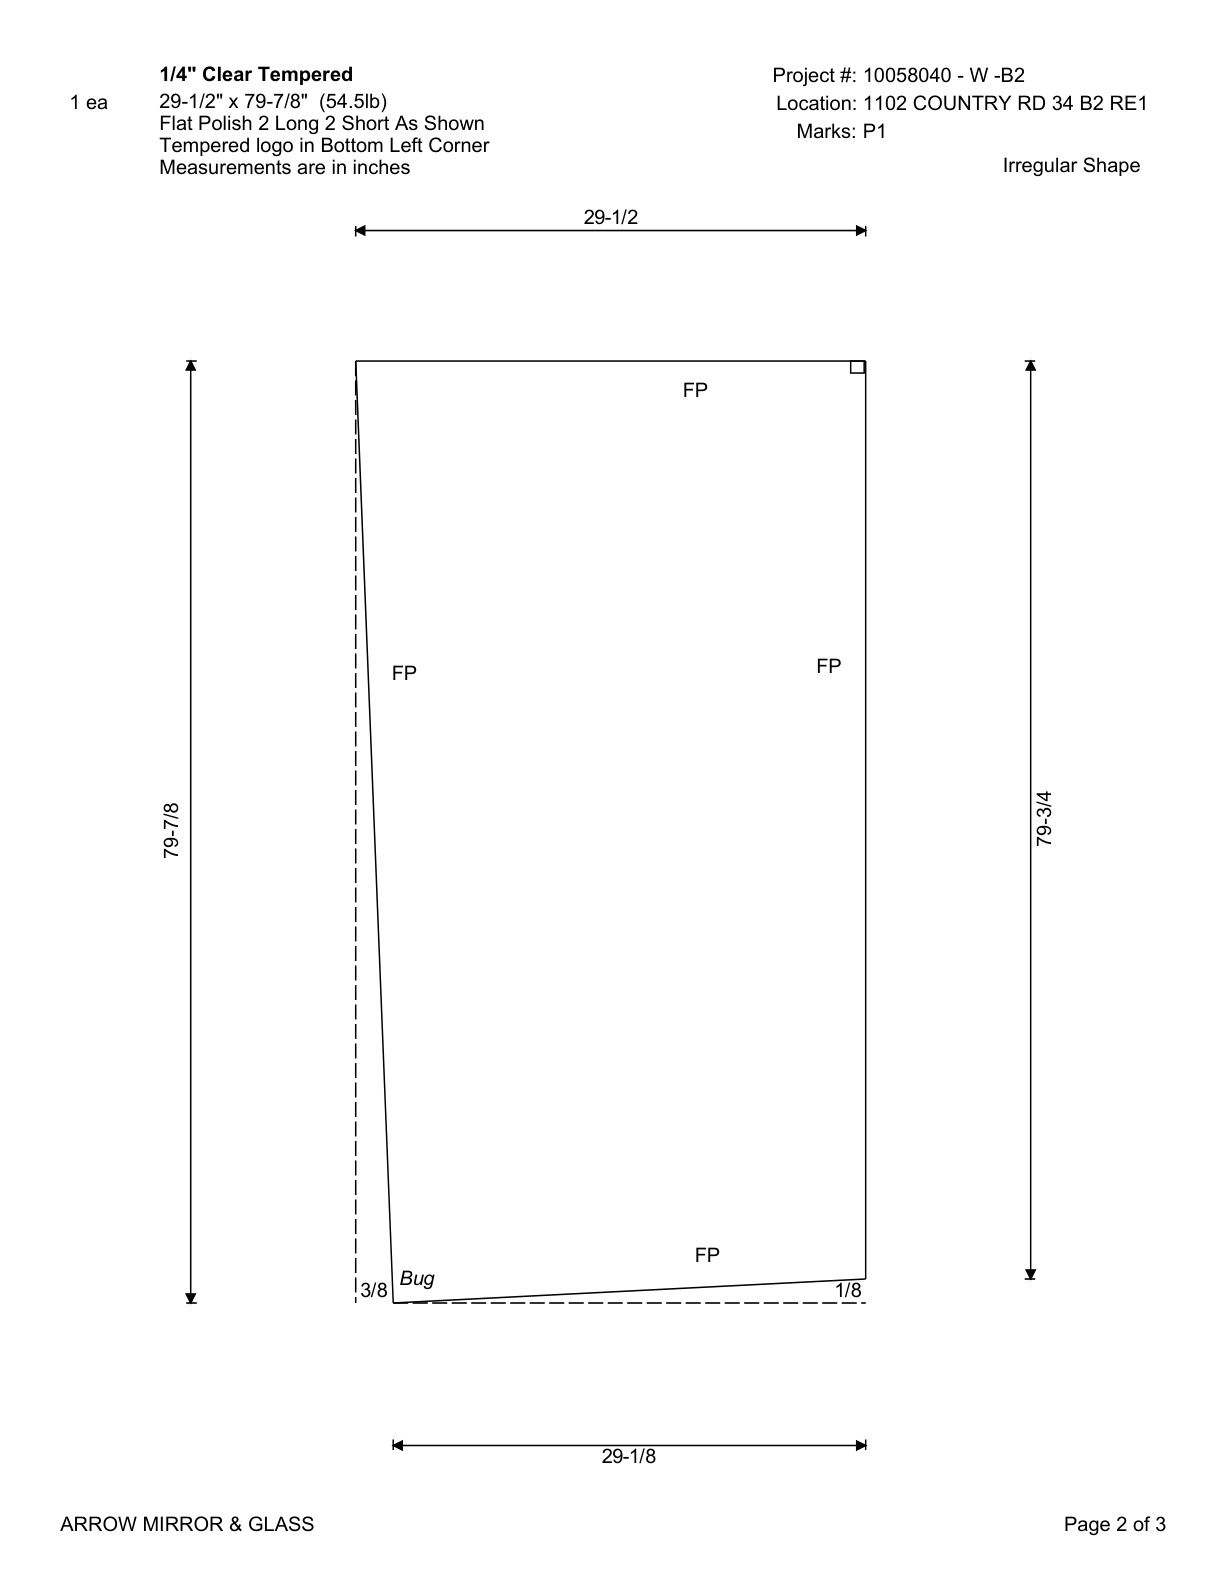 1/4" Clear Tempered
Project #: 10058040 - W -B2
1 ea
29-1/2" x 79-7/8" (54.5lb)
Location: 1102 COUNTRY RD 34 B2 RE1
Flat Polish 2 Long 2 Short As Shown
Marks: P1
Tempered logo in Bottom Left Corner
Measurements are in inches
Irregular Shape
29-1/2
FP
FP
FP
79-7/8
79-3/4
FP
Bug
3/8
1/8
29-1/8
ARROW MIRROR & GLASS
Page 2 of 3